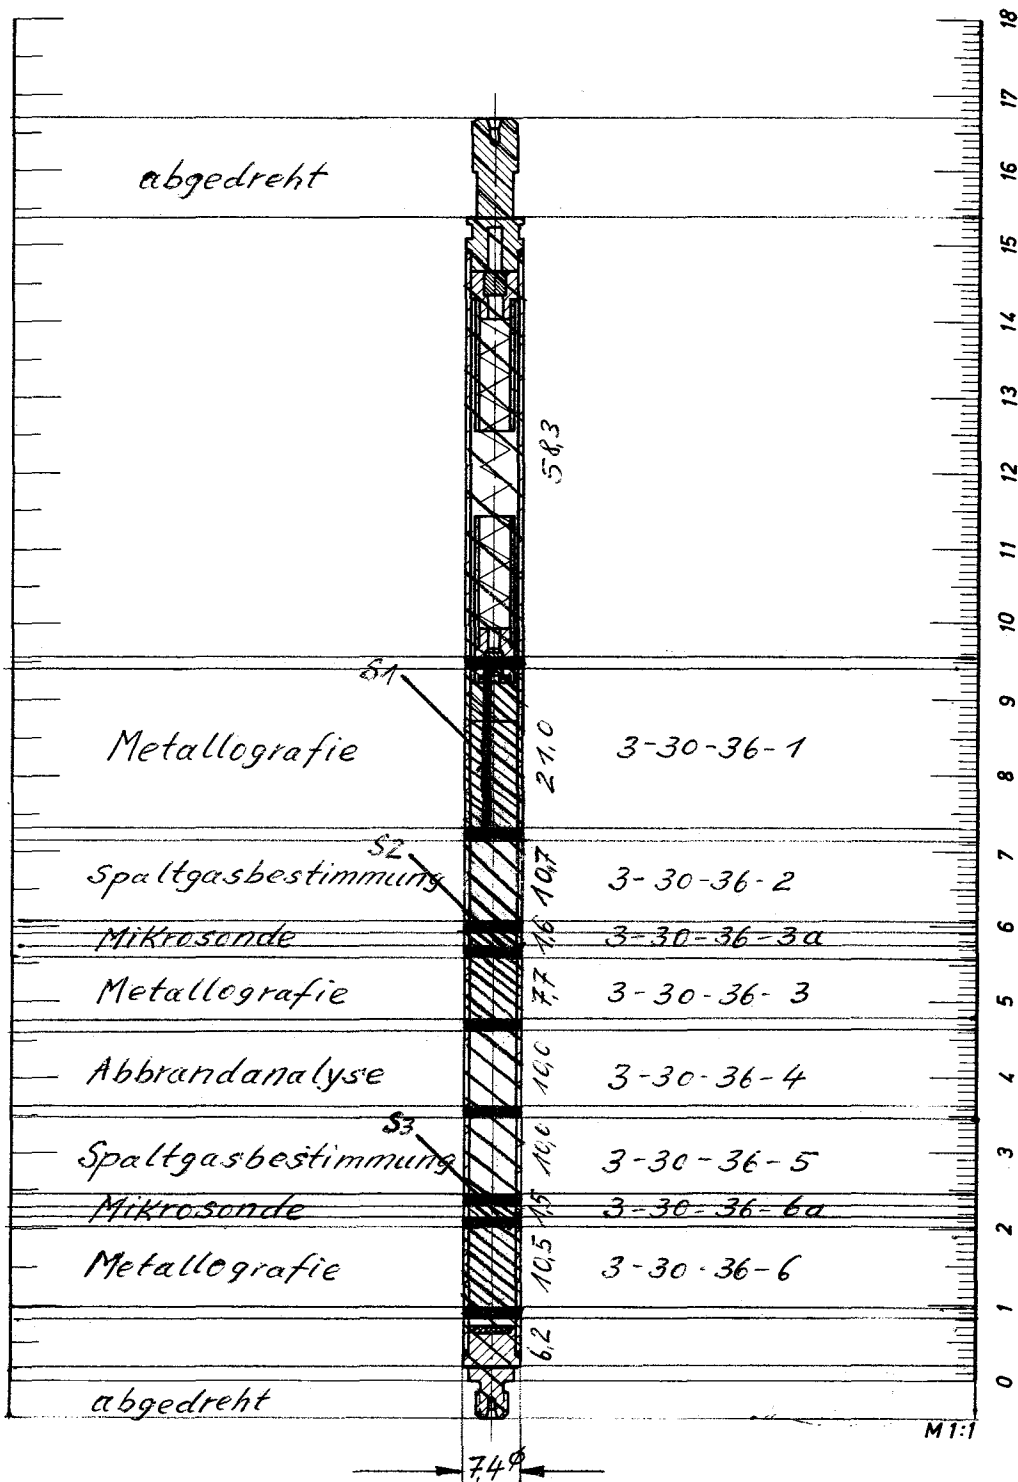 18
17
abgedreht
16
15
14
13
58,3
12
11
10
S1
9
Metallografie 21,0 3-30-36-1
8
S2
7
Spaltgasbestimmung 10,7 3-30-36-2
6
Mikrosonde 1,6 3-30-36-3a
Metallografie 7,7 3-30-36-3
5
Abbrandanalyse 10,0 3-30-36-4
4
S3
Spaltgasbestimmung 10,0 3-30-36-5
3
Mikrosonde 1,5 3-30-36-6a
2
Metallografie 10,5 3-30-36-6
1
6,2
0
abgedreht
M 1:1
7,4 ϕ